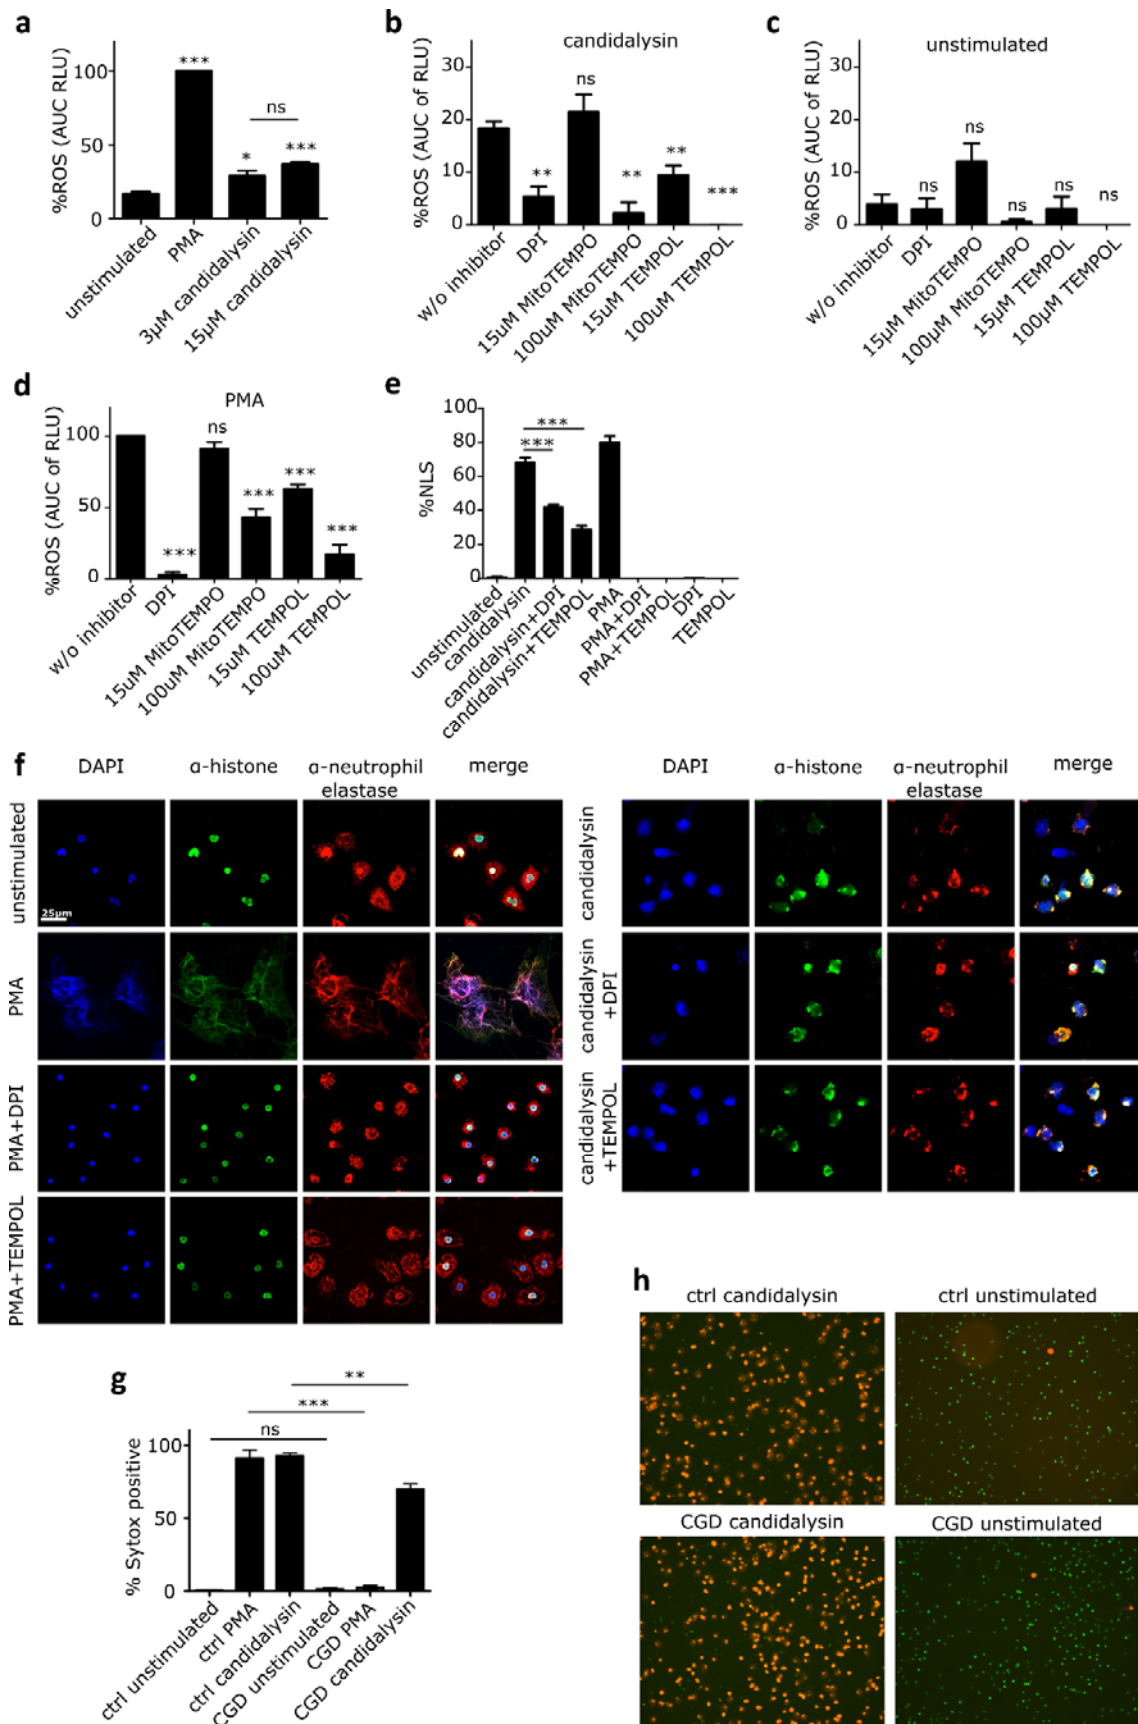 a
%ROS (AUC RLU)
100
50
0
***
*
ns
***
unstimulated
PMA
3µM candidalysin
15µM candidalysin
b
candidalysin
%ROS (AUC of RLU)
40
30
20
10
0
**
ns
**
**
***
w/o inhibitor
DPI
15uM MitoTEMPO
100uM MitoTEMPO
15uM TEMPOL
100uM TEMPOL
c
unstimulated
%ROS (AUC of RLU)
40
30
20
10
0
ns
ns
ns
ns
ns
w/o inhibitor
DPI
15µM MitoTEMPO
100µM MitoTEMPO
15µM TEMPOL
100µM TEMPOL
d
PMA
%ROS (AUC of RLU)
100
50
0
***
ns
***
***
***
w/o inhibitor
DPI
15uM MitoTEMPO
100uM MitoTEMPO
15uM TEMPOL
100uM TEMPOL
e
%NLS
100
80
60
40
20
0
***
***
unstimulated
candidalysin
candidalysin+DPI
candidalysin+TEMPOL
PMA
PMA+DPI
PMA+TEMPOL
DPI
TEMPOL
f
DAPI
α-histone
α-neutrophil
elastase
merge
unstimulated
25µm
PMA
PMA+DPI
PMA+TEMPOL
DAPI
α-histone
α-neutrophil
elastase
merge
candidalysin
candidalysin
+DPI
candidalysin
+TEMPOL
g
% Sytox positive
100
50
0
**
***
ns
ctrl unstimulated
ctrl PMA
ctrl candidalysin
CGD unstimulated
CGD PMA
CGD candidalysin
h
ctrl candidalysin
ctrl unstimulated
CGD candidalysin
CGD unstimulated